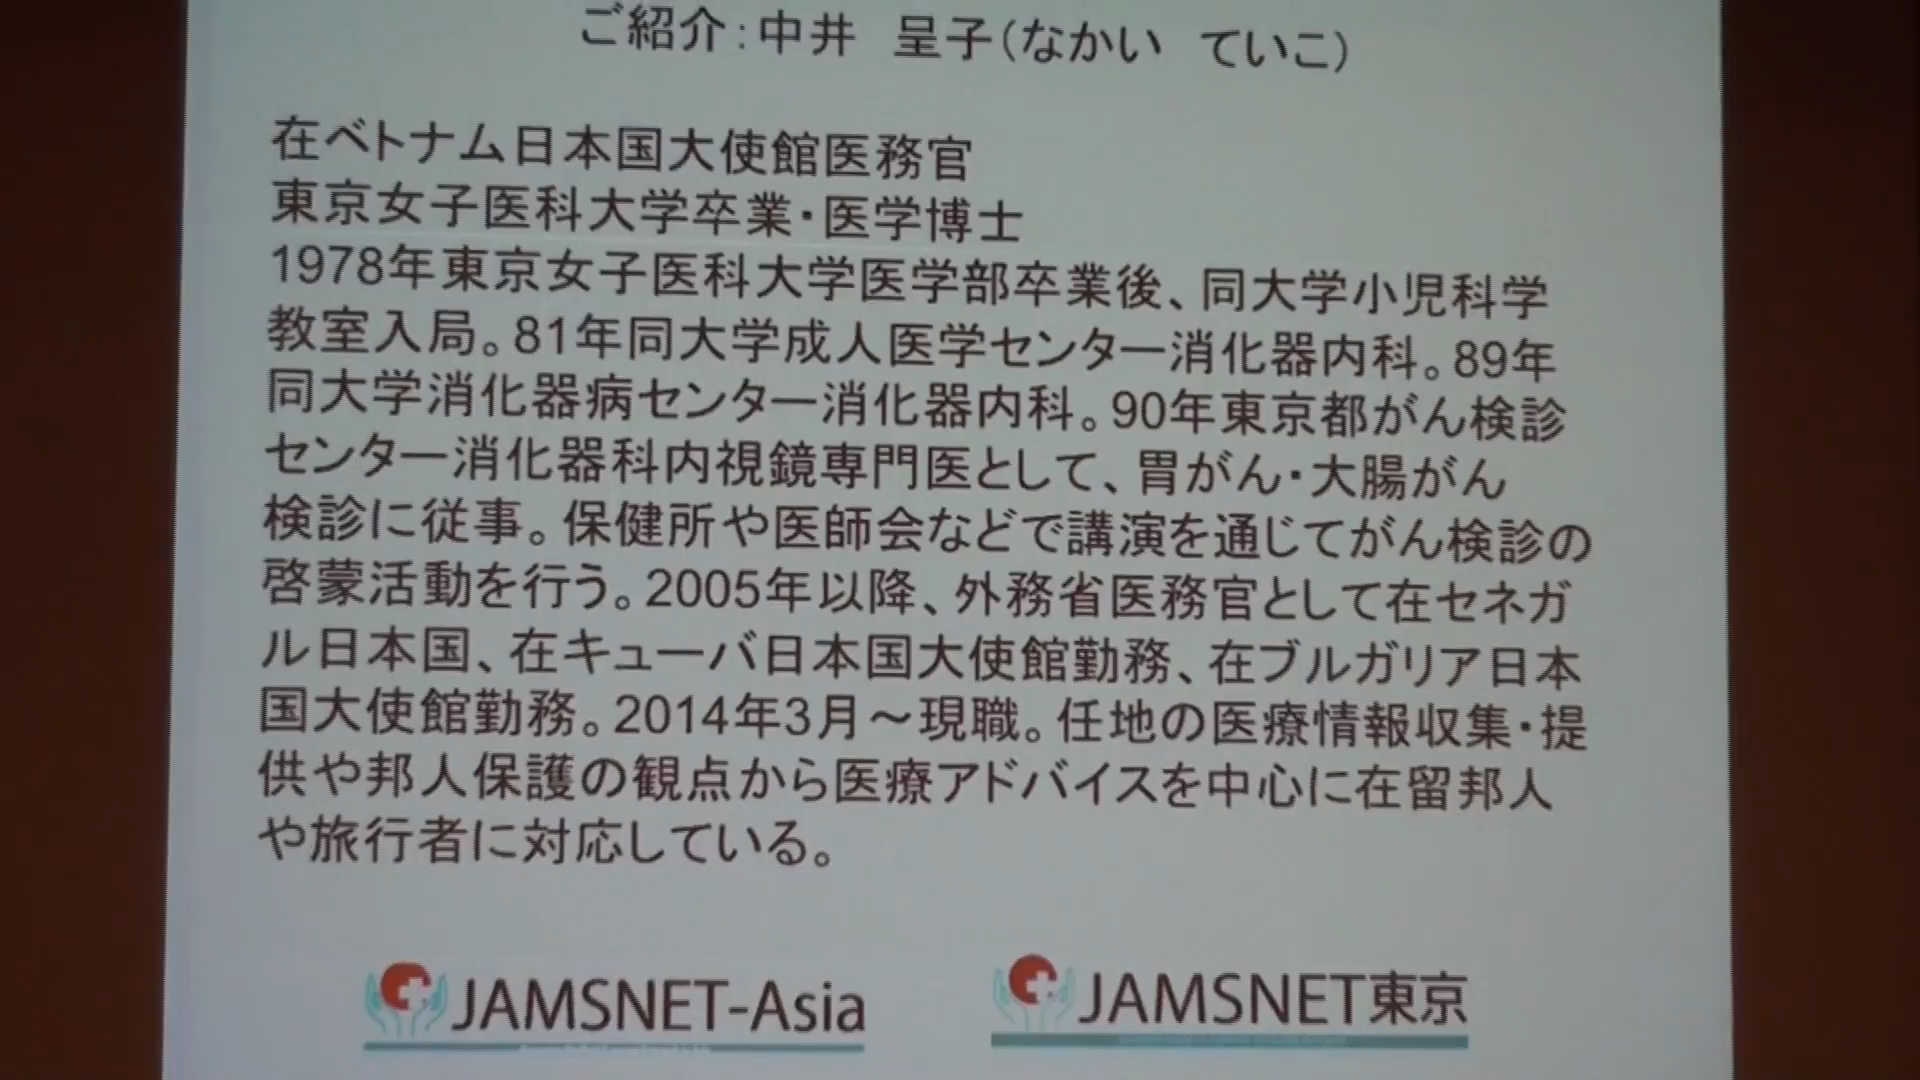 ご紹介：中井　呈子（なかい　ていこ）
在ベトナム日本国大使館医務官
東京女子医科大学卒業・医学博士
1978年東京女子医科大学医学部卒業後、同大学小児科学
教室入局。81年同大学成人医学センター消化器内科。89年
同大学消化器病センター消化器内科。90年東京都がん検診
センター消化器科内視鏡専門医として、胃がん・大腸がん
検診に従事。保健所や医師会などで講演を通じてがん検診の
啓蒙活動を行う。2005年以降、外務省医務官として在セネガ
ル日本国、在キューバ日本国大使館勤務、在ブルガリア日本
国大使館勤務。2014年3月～現職。任地の医療情報収集・提
供や邦人保護の観点から医療アドバイスを中心に在留邦人
や旅行者に対応している。
JAMSNET-Asia
JAMSNET東京